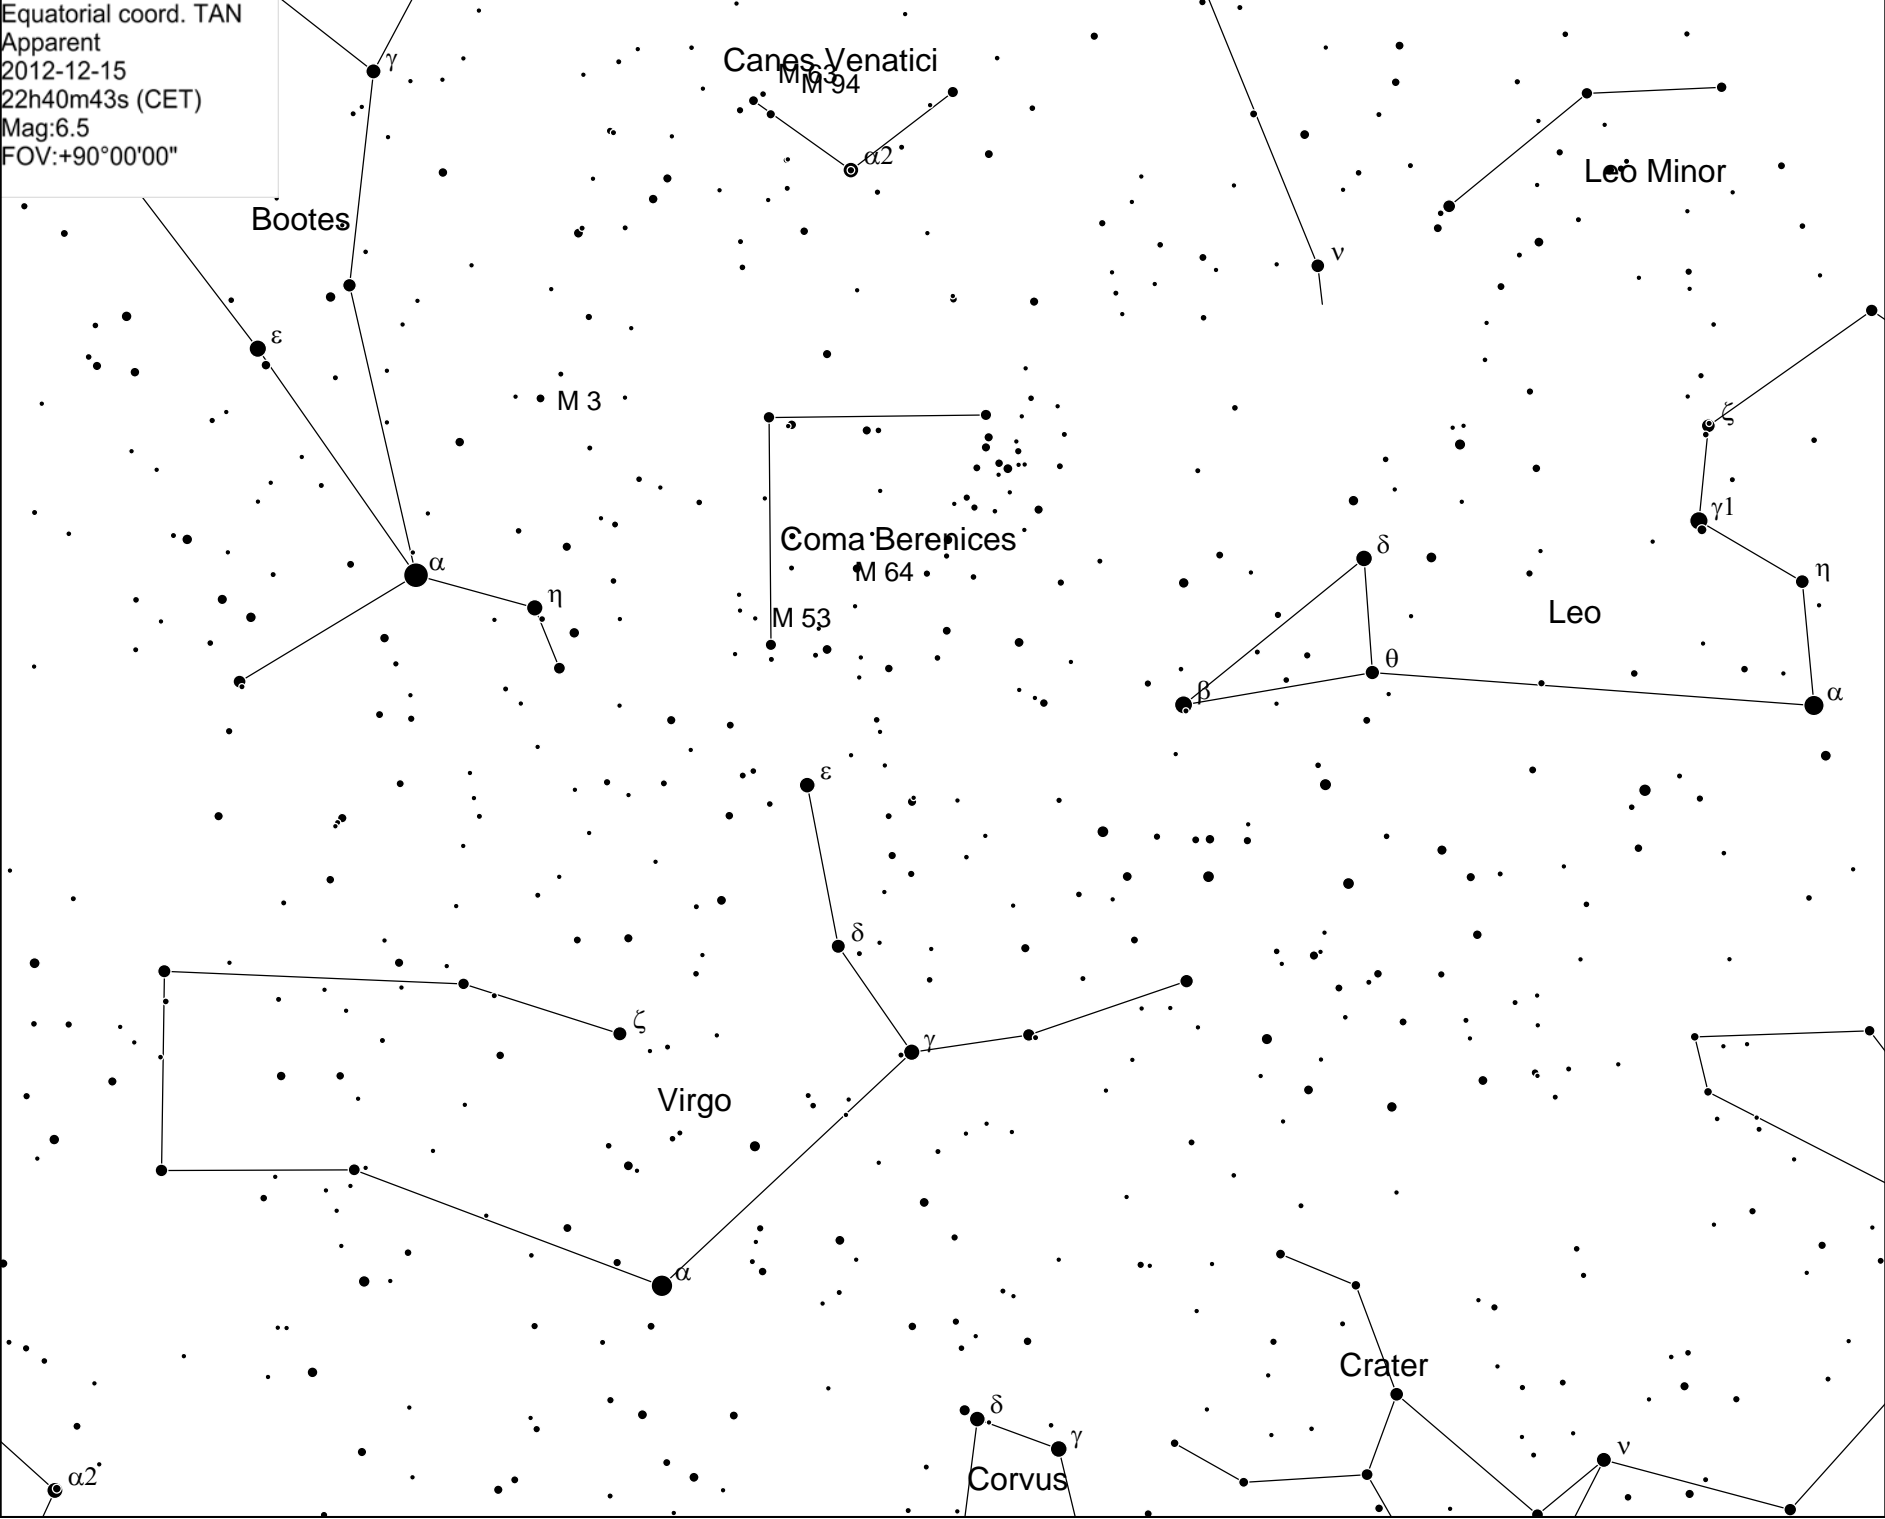 Equatorial coord. TAN
Apparent
2012-12-15
22h40m43s (CET)
Mag:6.5
FOV:+90°00'00"
γ
Canes Venatici
M 63
M 94
α2
Leo Minor
Bootes
ν
ε
M 3
ζ
γ1
Coma Berenices
δ
α
M 64
η
η
Leo
M 53
θ
β
α
ε
δ
ζ
γ
Virgo
α
Crater
δ
γ
ν
α2
Corvus